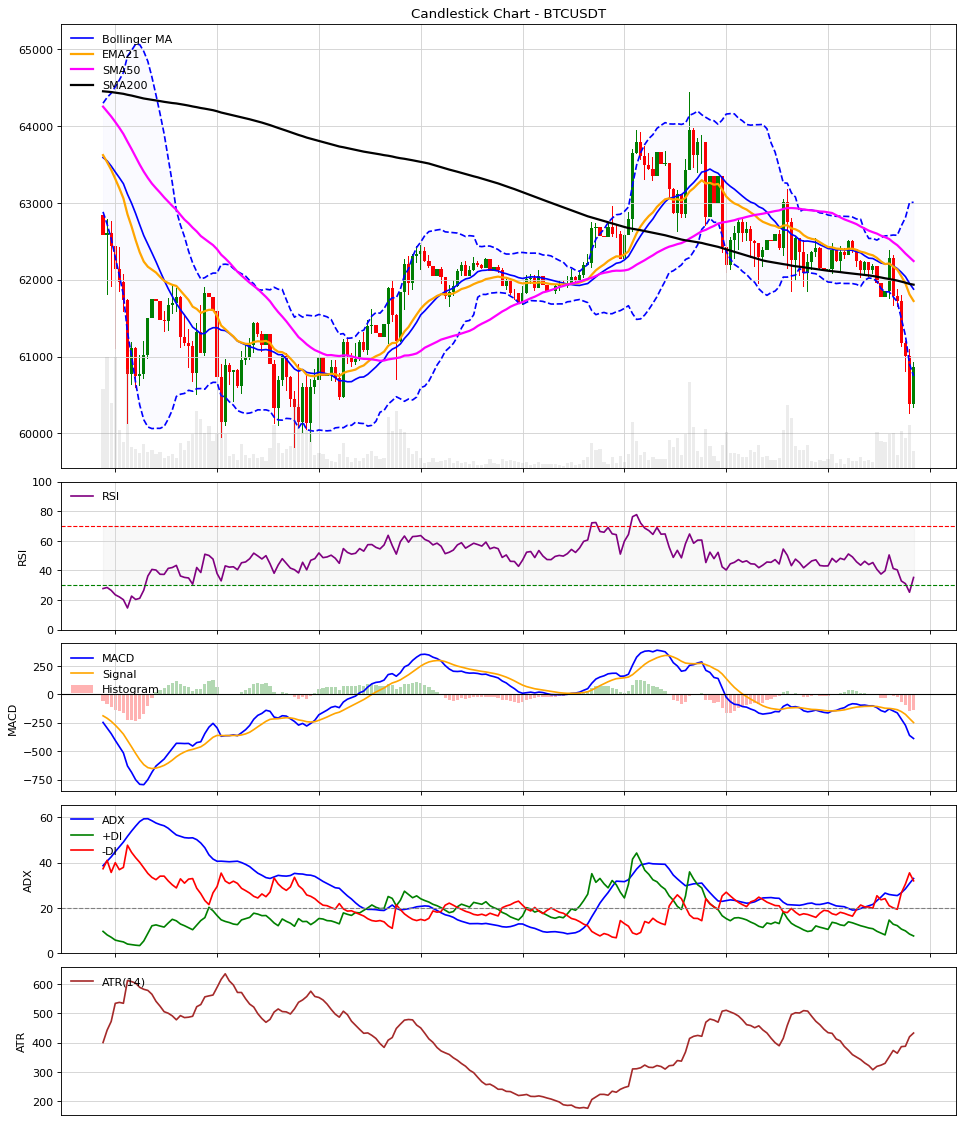 Candlestick Chart - BTCUSDT
Bollinger MA
EMA21
SMA50
SMA200
65000
64000
63000
62000
61000
60000
RSI
RSI
100
80
60
40
20
0
MACD
Signal
Histogram
MACD
250
0
−250
−500
−750
ADX
+DI
-DI
ADX
60
40
20
0
ATR(14)
ATR
600
500
400
300
200